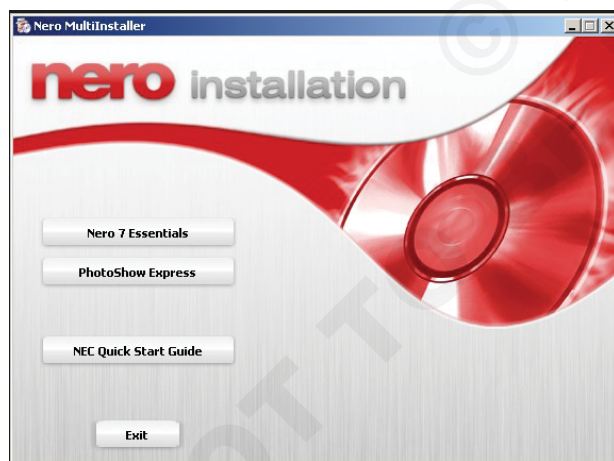 Nero MultiInstaller
nero installation
Nero 7 Essentials
PhotoShow Express
NEC Quick Start Guide
Exit